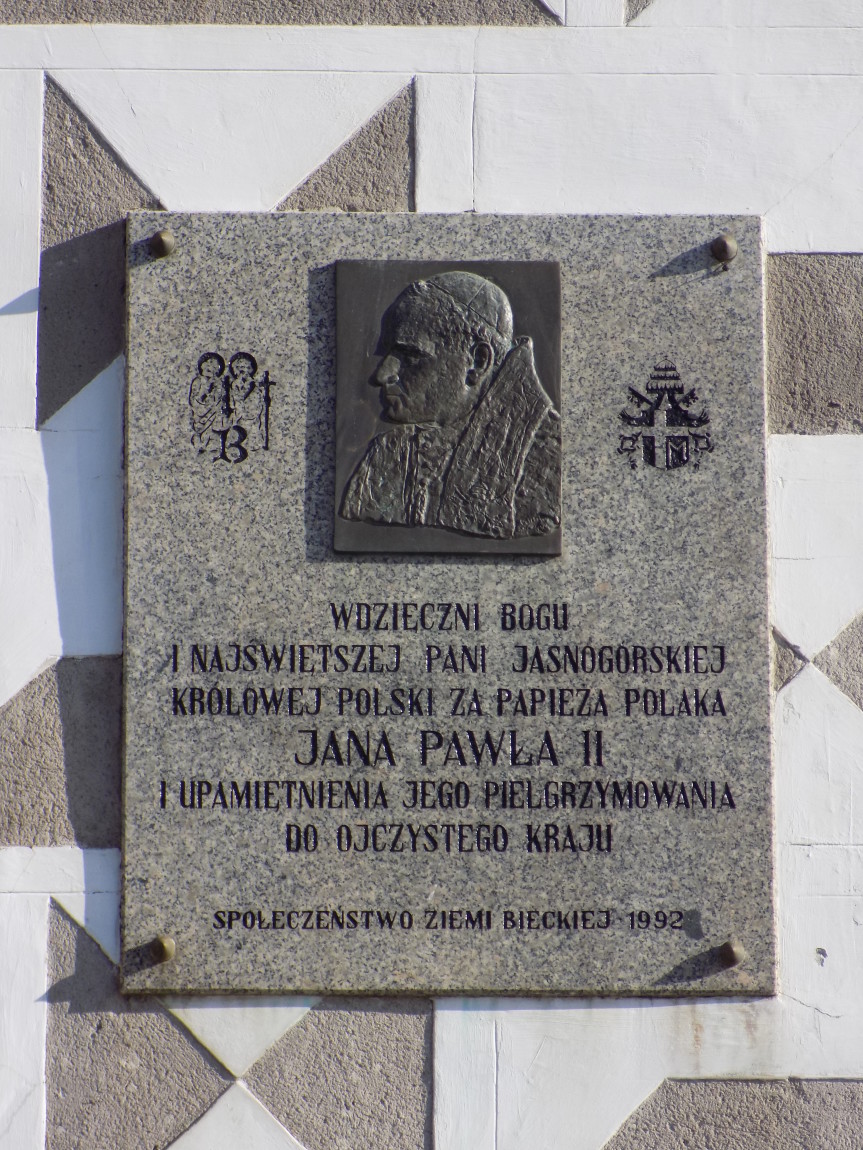 B
M
WDZIECZNI BOGU
I NAJŚWIĘTSZEJ PANI JASNOGÓRSKIEJ
KRÓLOWEJ POLSKI ZA PAPIEŻA POLAKA
JANA PAWŁA II
I UPAMIĘTNIENIA JEGO PIELGRZYMOWANIA
DO OJCZYSTEGO KRAJU
SPOŁECZEŃSTWO ZIEMI BIECKIEJ · 1992